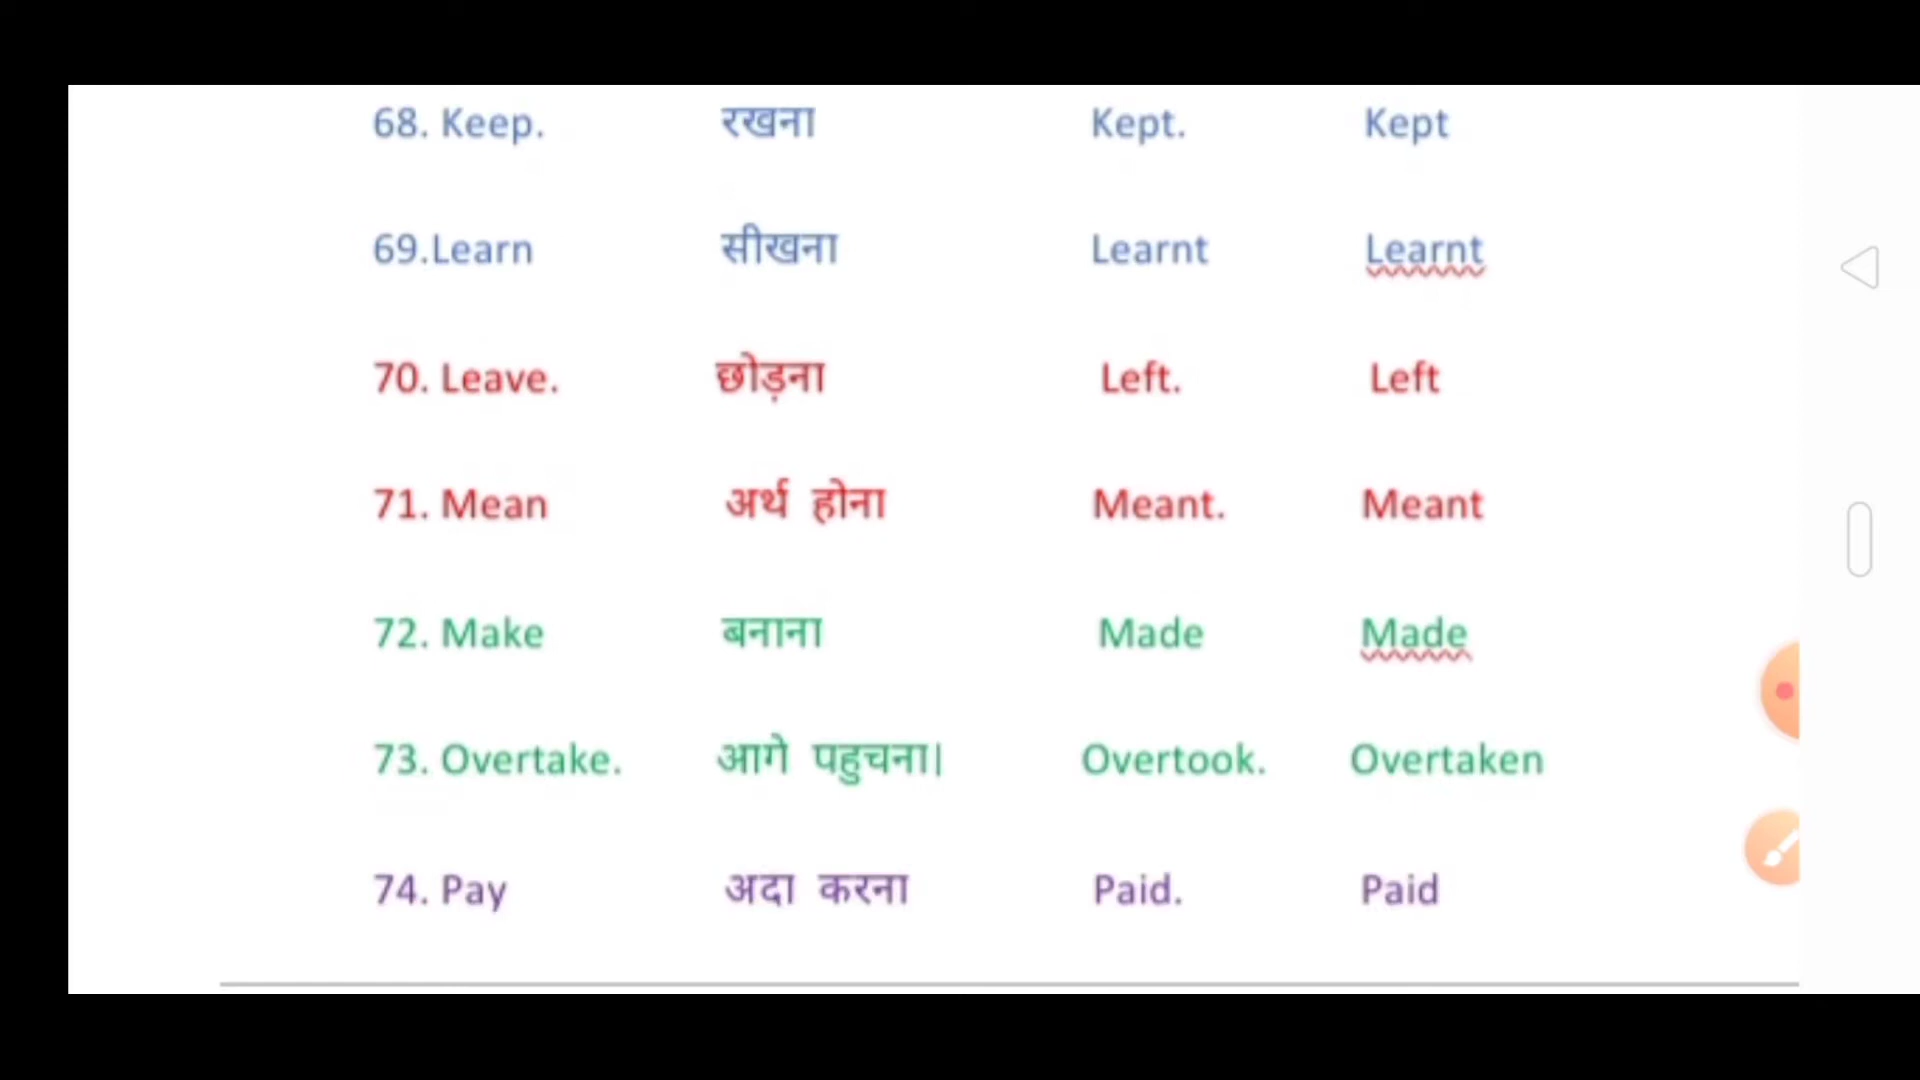 68. Keep. रखना Kept. Kept
69.Learn सीखना Learnt Learnt
70. Leave. छोड़ना Left. Left
71. Mean अर्थ होना Meant. Meant
72. Make बनाना Made Made
73. Overtake. आगे पहुचना| Overtook. Overtaken
74. Pay अदा करना Paid. Paid